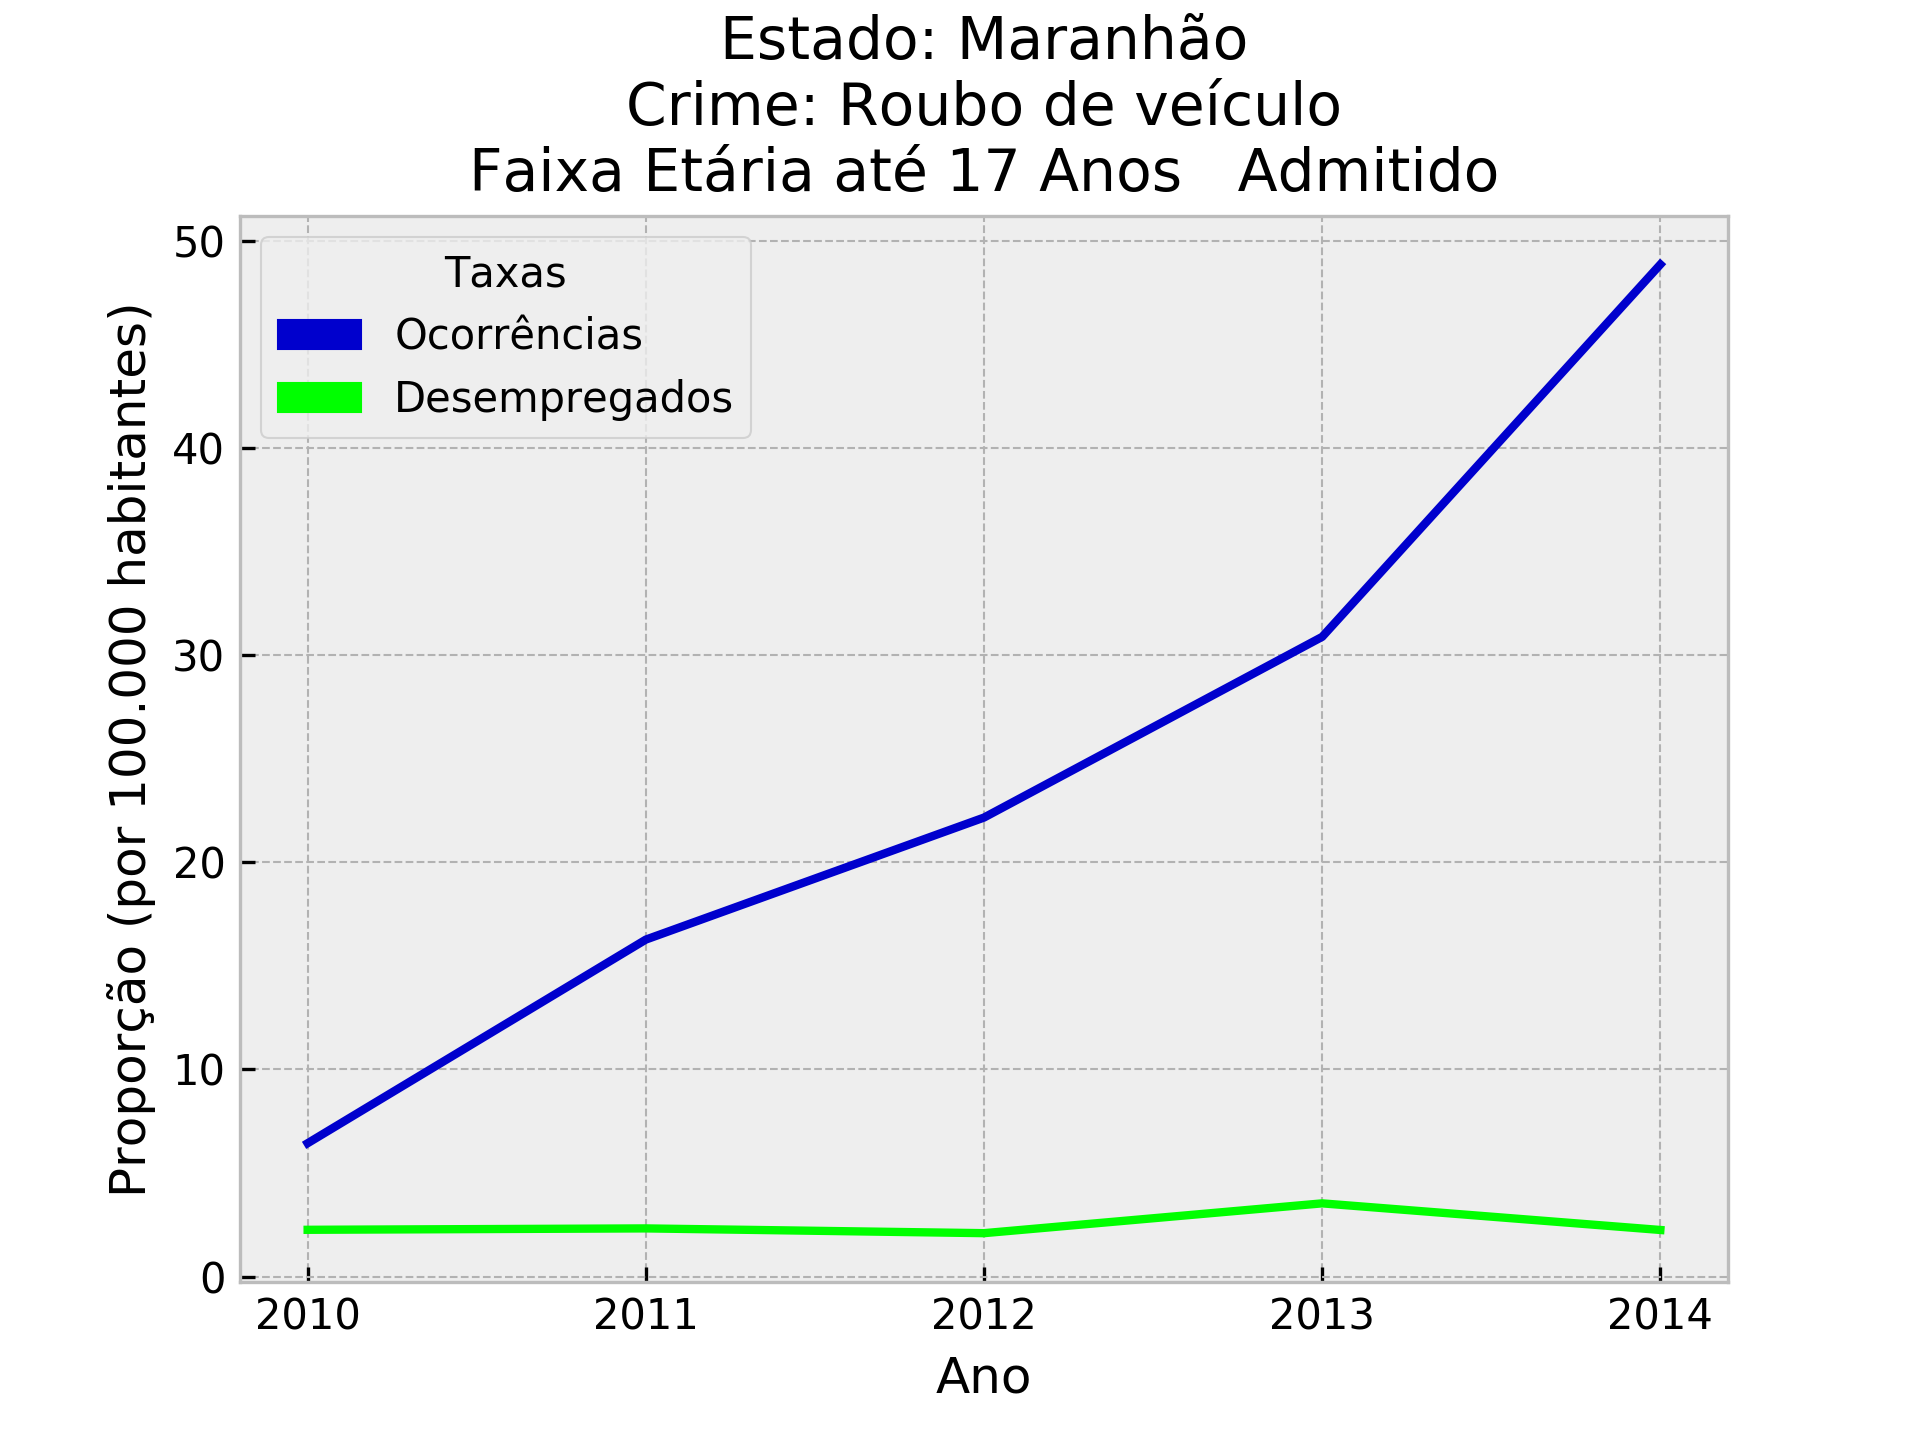 Estado: Maranhão
Crime: Roubo de veículo
Faixa Etária até 17 Anos   Admitido
Proporção (por 100.000 habitantes)
50
40
30
20
10
0
Taxas
Ocorrências
Desempregados
2010 2011 2012 2013 2014
Ano